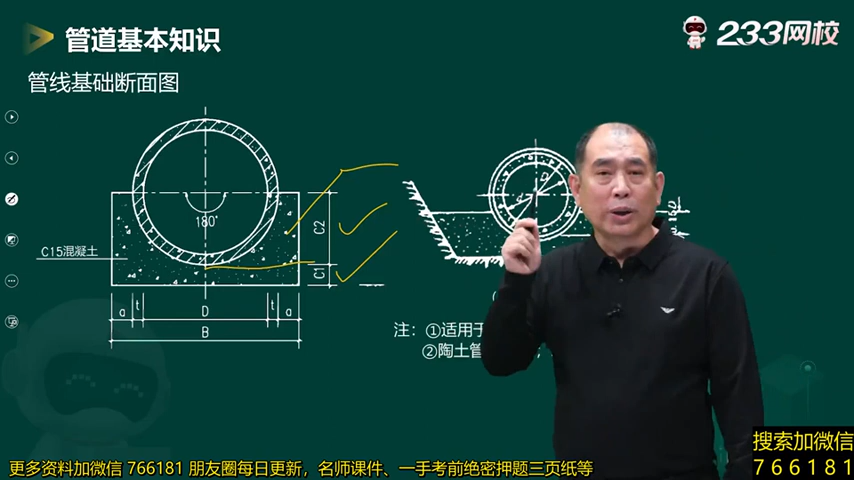 管道基本知识
233网校
管线基础断面图
180°
C15混凝土
C2
C1
a
t
D
t
a
B
D
d
注：①适用于
②陶土管
搜索加微信
766181
更多资料加微信 766181 朋友圈每日更新，名师课件、一手考前绝密押题三页纸等